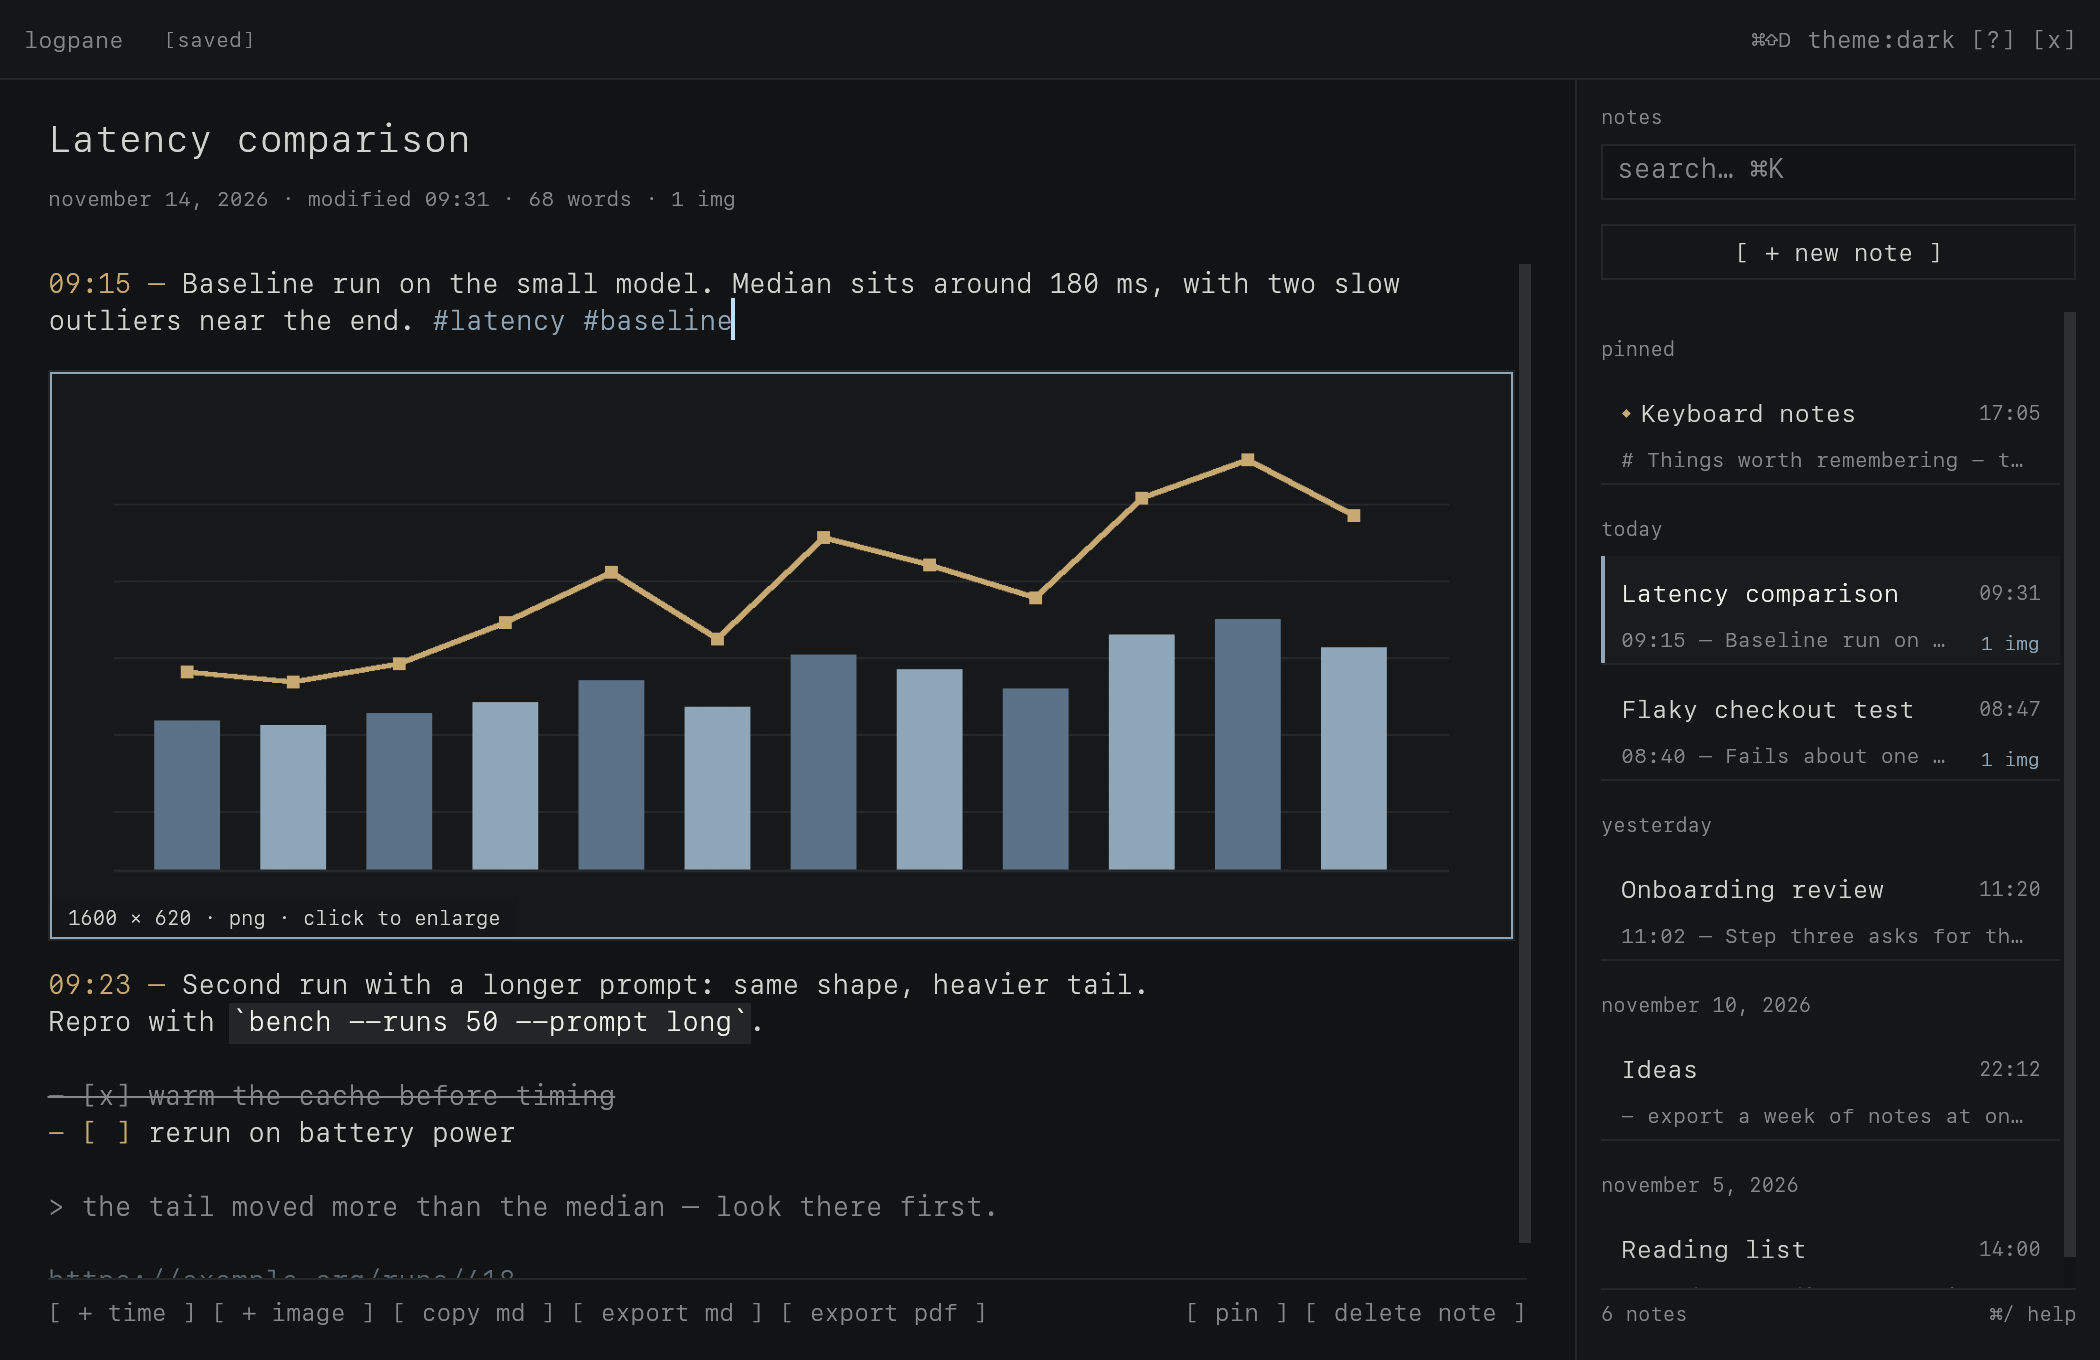 logpane [saved] ⌘⇧D theme:dark [?] [x]
Latency comparison
november 14, 2026 · modified 09:31 · 68 words · 1 img
09:15 — Baseline run on the small model. Median sits around 180 ms, with two slow
outliers near the end. #latency #baseline
1600 × 620 · png · click to enlarge
09:23 — Second run with a longer prompt: same shape, heavier tail.
Repro with `bench --runs 50 --prompt long`.
- [x] warm the cache before timing
- [ ] rerun on battery power
> the tail moved more than the median — look there first.
https://example.org/runs/418
[ + time ] [ + image ] [ copy md ] [ export md ] [ export pdf ] [ pin ] [ delete note ]
notes
search… ⌘K
[ + new note ]
pinned
◆ Keyboard notes 17:05
# Things worth remembering — t…
today
Latency comparison 09:31
09:15 — Baseline run on … 1 img
Flaky checkout test 08:47
08:40 — Fails about one … 1 img
yesterday
Onboarding review 11:20
11:02 — Step three asks for th…
november 10, 2026
Ideas 22:12
- export a week of notes at on…
november 5, 2026
Reading list 14:00
6 notes ⌘/ help